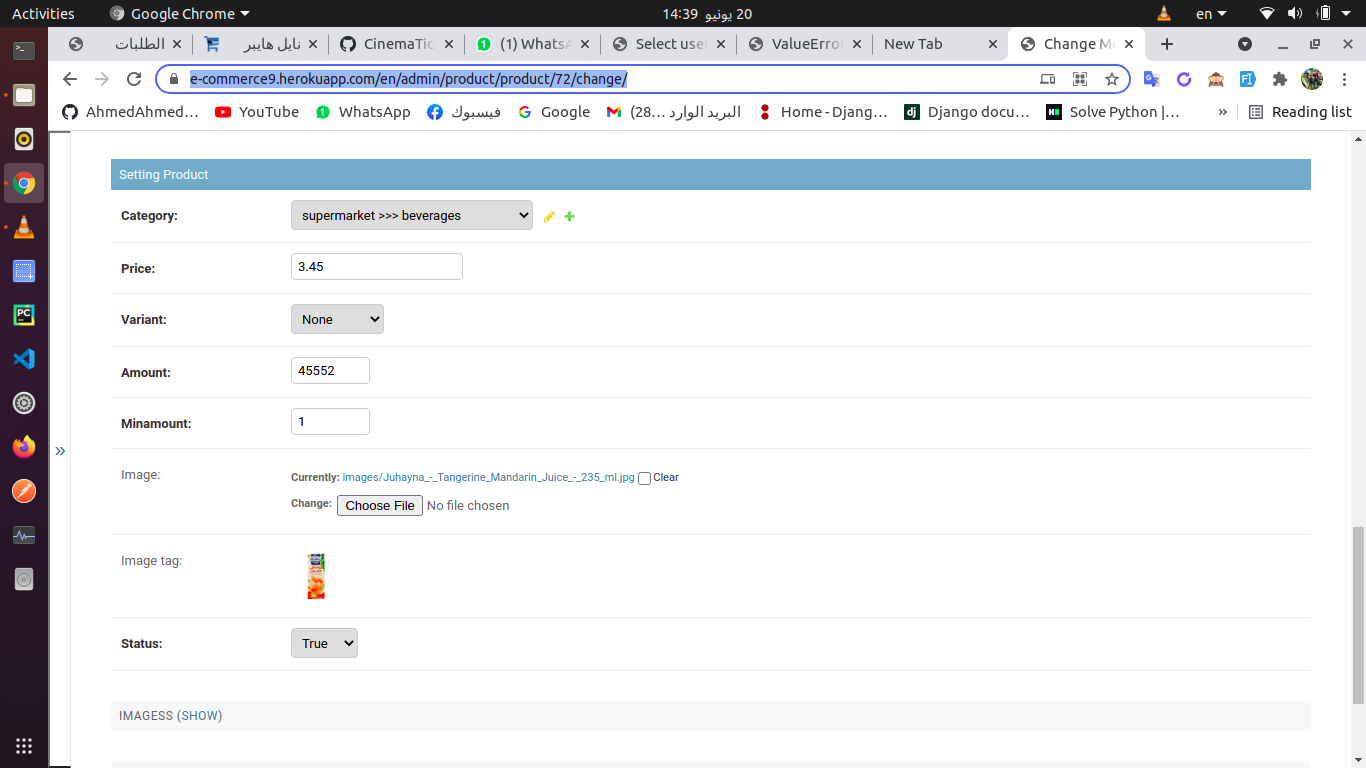 Activities Google Chrome 20 يونيو 14:39 en
الطلبات نايل هايبر CinemaTic (1) WhatsA Select use ValueErro New Tab Change M
e-commerce9.herokuapp.com/en/admin/product/product/72/change/
AhmedAhmed... YouTube WhatsApp فيسبوك Google البريد الوارد ...28) Home - Djang... Django docu... Solve Python |... » Reading list
Setting Product
Category: supermarket >>> beverages
Price: 3.45
Variant: None
Amount: 45552
Minamount: 1
»
Image: Currently: images/Juhayna_-_Tangerine_Mandarin_Juice_-_235_ml.jpg Clear
Change: Choose File No file chosen
Image tag:
Status: True
IMAGESS (SHOW)